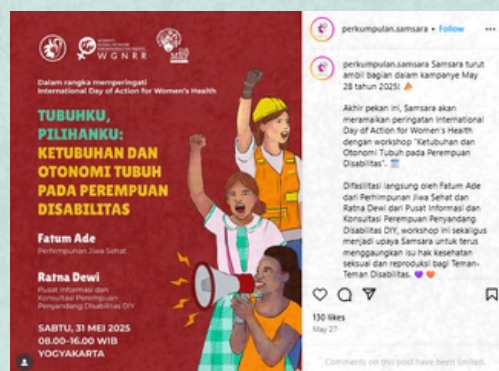 WOMEN'S
GLOBAL NETWORK
FOR REPRODUCTIVE RIGHTS
WGNRR
Dalam rangka memperingati
International Day of Action for Women's Health
TUBUHKU,
PILIHANKU:
KETUBUHAN DAN
OTONOMI TUBUH
PADA PEREMPUAN
DISABILITAS
Fatum Ade
Perhimpunan Jiwa Sehat
Ratna Dewi
Pusat Informasi dan
Konsultasi Perempuan
Penyandang Disabilitas DIY
SABTU, 31 MEI 2025
08.00-16.00 WIB
YOGYAKARTA
perkumpulan.samsara • Follow
perkumpulan.samsara Samsara turut
ambil bagian dalam kampanye May
28 tahun 2025! 📣
Akhir pekan ini, Samsara akan
meramaikan peringatan International
Day of Action for Women's Health
dengan workshop "Ketubuhan dan
Otonomi Tubuh pada Perempuan
Disabilitas". 🗓️
Difasilitasi langsung oleh Fatum Ade
dari Perhimpunan Jiwa Sehat dan
Ratna Dewi dari Pusat Informasi dan
Konsultasi Perempuan Penyandang
Disabilitas DIY, workshop ini sekaligus
menjadi upaya Samsara untuk terus
menggaungkan isu hak kesehatan
seksual dan reproduksi bagi Teman-
Teman Disabilitas. 💜🧡
130 likes
May 27
Comments on this post have been limited.